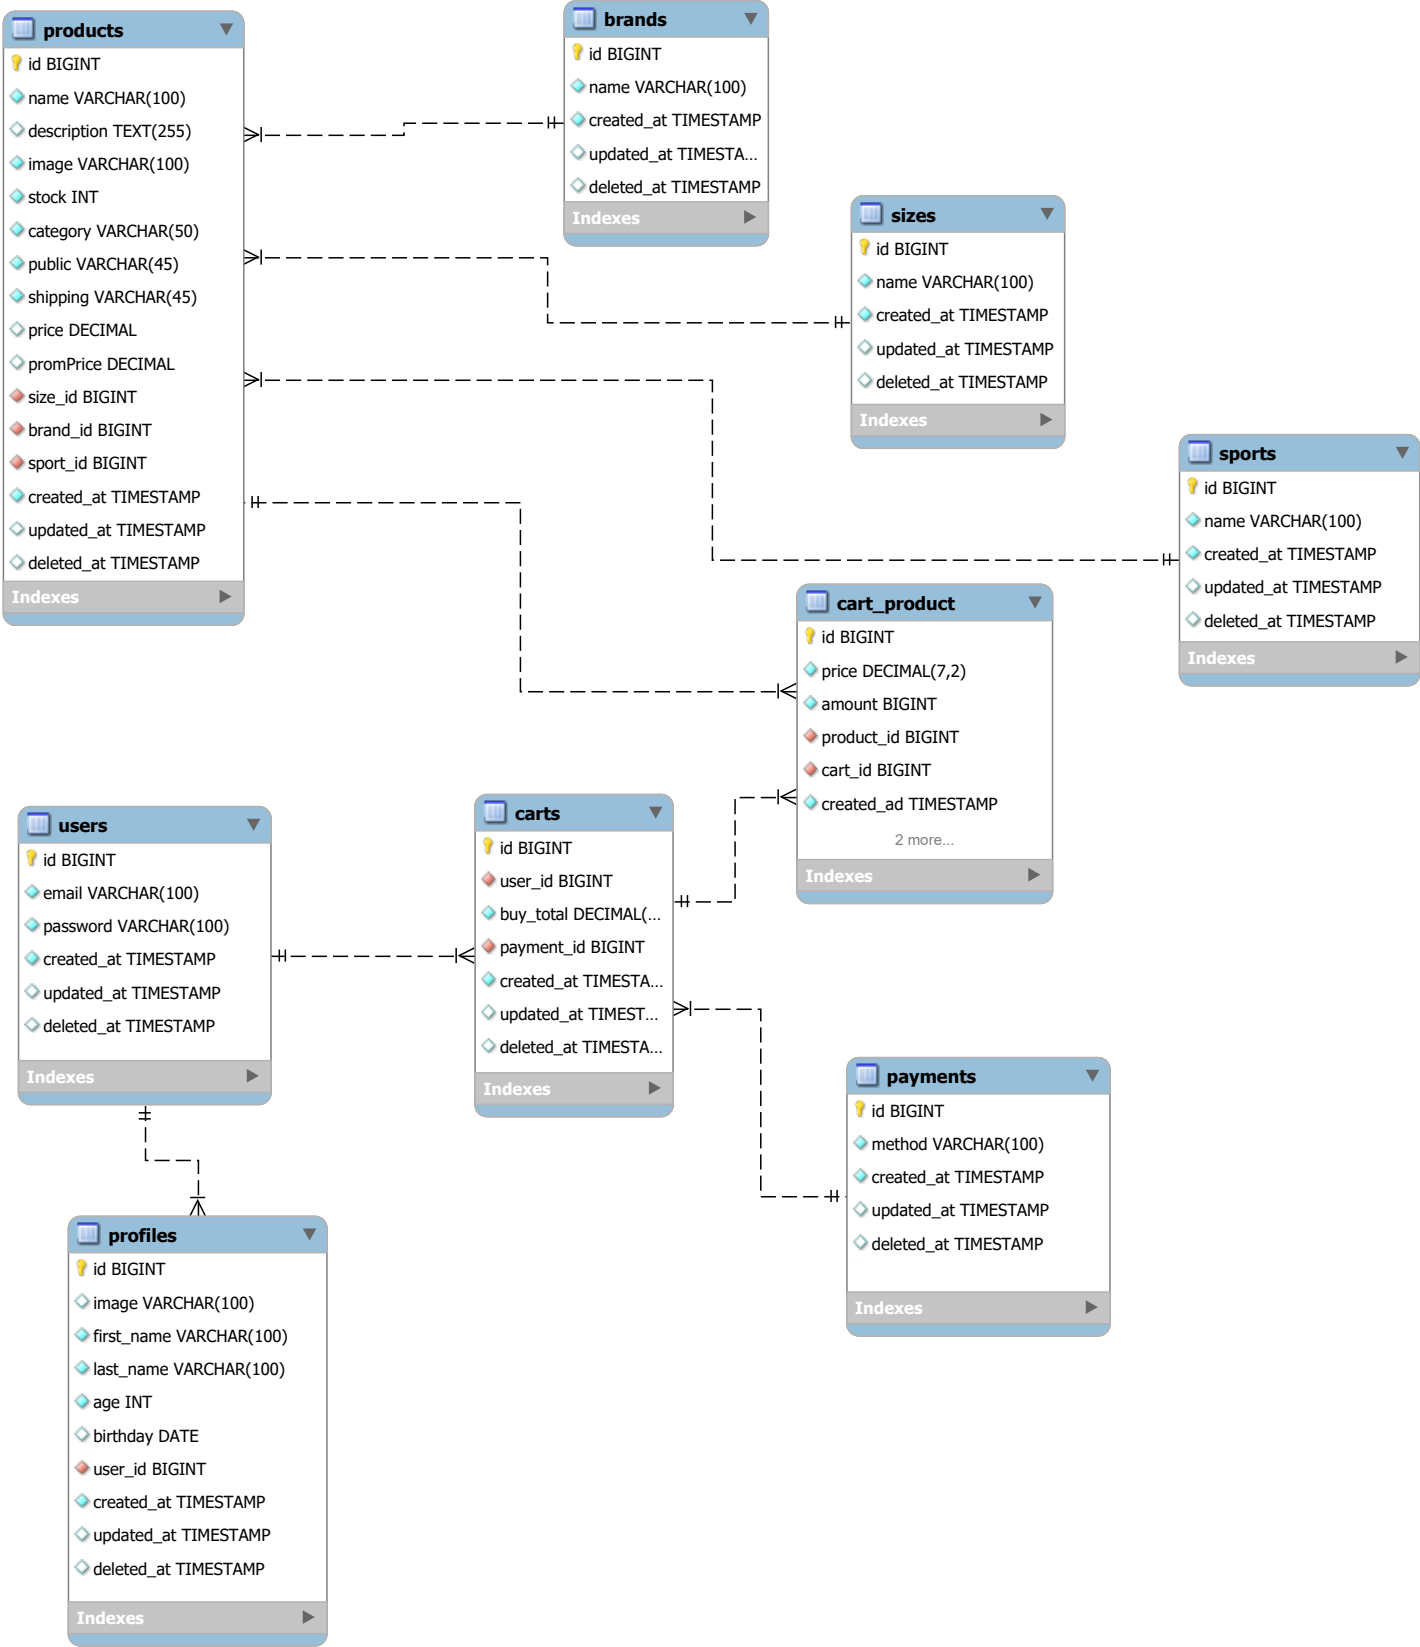 products
id BIGINT
name VARCHAR(100)
description TEXT(255)
image VARCHAR(100)
stock INT
category VARCHAR(50)
public VARCHAR(45)
shipping VARCHAR(45)
price DECIMAL
promPrice DECIMAL
size_id BIGINT
brand_id BIGINT
sport_id BIGINT
created_at TIMESTAMP
updated_at TIMESTAMP
deleted_at TIMESTAMP
Indexes
brands
id BIGINT
name VARCHAR(100)
created_at TIMESTAMP
updated_at TIMESTA...
deleted_at TIMESTAMP
Indexes
sizes
id BIGINT
name VARCHAR(100)
created_at TIMESTAMP
updated_at TIMESTAMP
deleted_at TIMESTAMP
Indexes
sports
id BIGINT
name VARCHAR(100)
created_at TIMESTAMP
updated_at TIMESTAMP
deleted_at TIMESTAMP
Indexes
cart_product
id BIGINT
price DECIMAL(7,2)
amount BIGINT
product_id BIGINT
cart_id BIGINT
created_ad TIMESTAMP
2 more...
Indexes
users
id BIGINT
email VARCHAR(100)
password VARCHAR(100)
created_at TIMESTAMP
updated_at TIMESTAMP
deleted_at TIMESTAMP
Indexes
carts
id BIGINT
user_id BIGINT
buy_total DECIMAL(...
payment_id BIGINT
created_at TIMESTA...
updated_at TIMEST...
deleted_at TIMESTA...
Indexes
payments
id BIGINT
method VARCHAR(100)
created_at TIMESTAMP
updated_at TIMESTAMP
deleted_at TIMESTAMP
Indexes
profiles
id BIGINT
image VARCHAR(100)
first_name VARCHAR(100)
last_name VARCHAR(100)
age INT
birthday DATE
user_id BIGINT
created_at TIMESTAMP
updated_at TIMESTAMP
deleted_at TIMESTAMP
Indexes